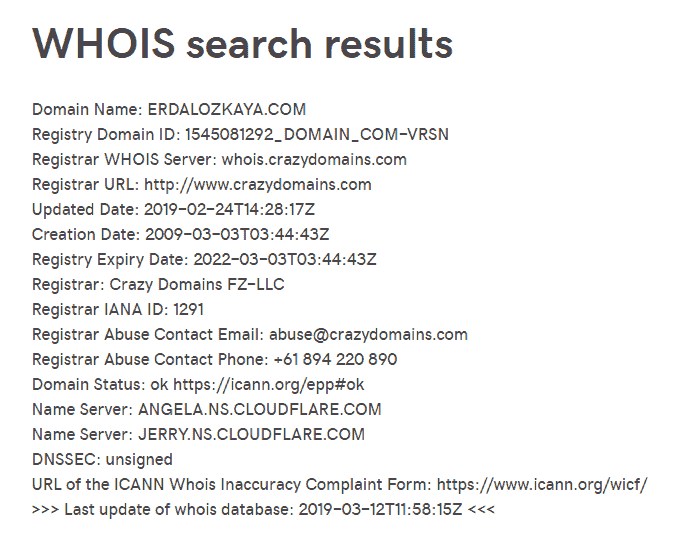 WHOIS search results
Domain Name: ERDALOZKAYA.COM
Registry Domain ID: 1545081292_DOMAIN_COM-VRSN
Registrar WHOIS Server: whois.crazydomains.com
Registrar URL: http://www.crazydomains.com
Updated Date: 2019-02-24T14:28:17Z
Creation Date: 2009-03-03T03:44:43Z
Registry Expiry Date: 2022-03-03T03:44:43Z
Registrar: Crazy Domains FZ-LLC
Registrar IANA ID: 1291
Registrar Abuse Contact Email: abuse@crazydomains.com
Registrar Abuse Contact Phone: +61 894 220 890
Domain Status: ok https://icann.org/epp#ok
Name Server: ANGELA.NS.CLOUDFLARE.COM
Name Server: JERRY.NS.CLOUDFLARE.COM
DNSSEC: unsigned
URL of the ICANN Whois Inaccuracy Complaint Form: https://www.icann.org/wicf/
>>> Last update of whois database: 2019-03-12T11:58:15Z <<<